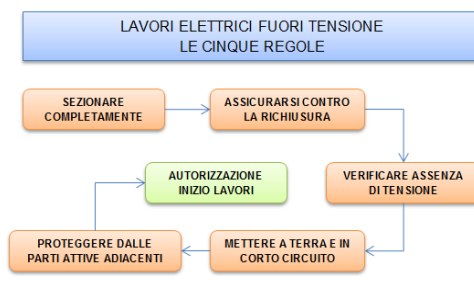 LAVORI ELETTRICI FUORI TENSIONE
LE CINQUE REGOLE
SEZIONARE
COMPLETAMENTE
ASSICURARSI CONTRO
LA RICHIUSURA
VERIFICARE ASSENZA
DI TENSIONE
METTERE A TERRA E IN
CORTO CIRCUITO
PROTEGGERE DALLE
PARTI ATTIVE ADIACENTI
AUTORIZZAZIONE
INIZIO LAVORI